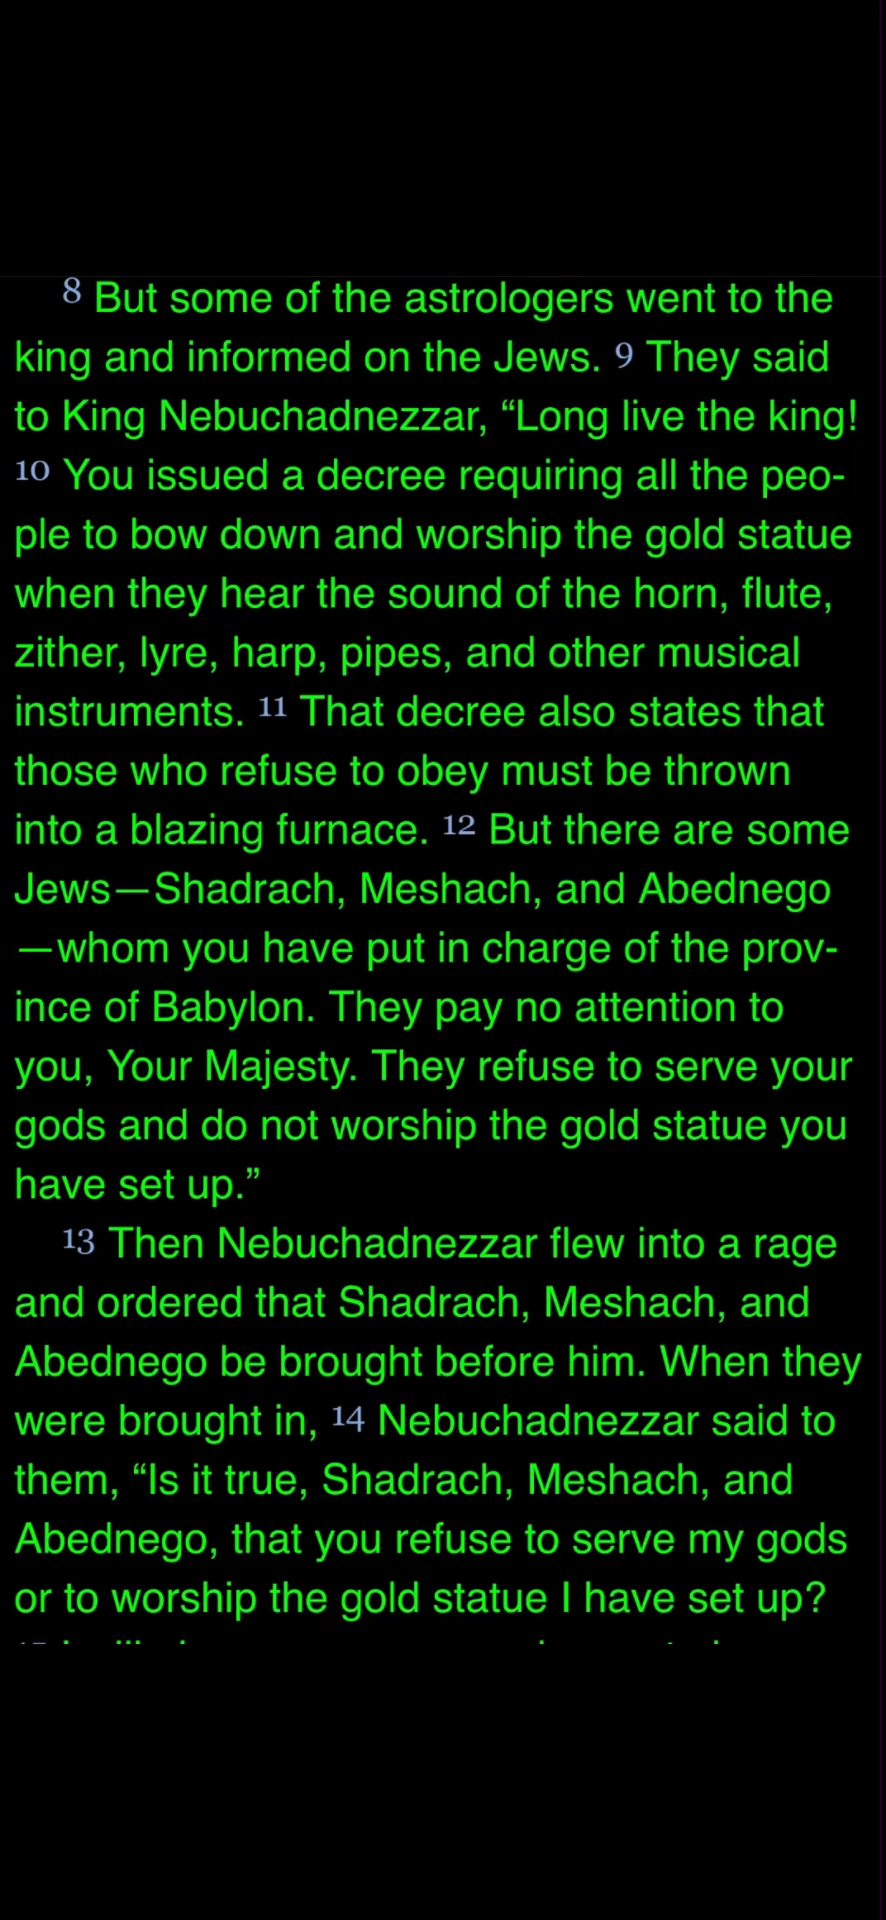 8 But some of the astrologers went to the
king and informed on the Jews. 9 They said
to King Nebuchadnezzar, “Long live the king!
10 You issued a decree requiring all the peo-
ple to bow down and worship the gold statue
when they hear the sound of the horn, flute,
zither, lyre, harp, pipes, and other musical
instruments. 11 That decree also states that
those who refuse to obey must be thrown
into a blazing furnace. 12 But there are some
Jews—Shadrach, Meshach, and Abednego
—whom you have put in charge of the prov-
ince of Babylon. They pay no attention to
you, Your Majesty. They refuse to serve your
gods and do not worship the gold statue you
have set up.”
13 Then Nebuchadnezzar flew into a rage
and ordered that Shadrach, Meshach, and
Abednego be brought before him. When they
were brought in, 14 Nebuchadnezzar said to
them, “Is it true, Shadrach, Meshach, and
Abednego, that you refuse to serve my gods
or to worship the gold statue I have set up?